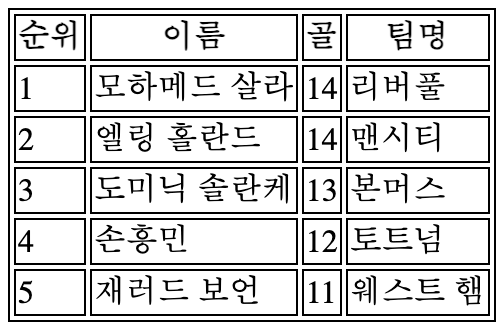 순위 이름 골 팀명
1 모하메드 살라 14 리버풀
2 엘링 홀란드 14 맨시티
3 도미닉 솔란케 13 본머스
4 손흥민 12 토트넘
5 재러드 보언 11 웨스트 햄